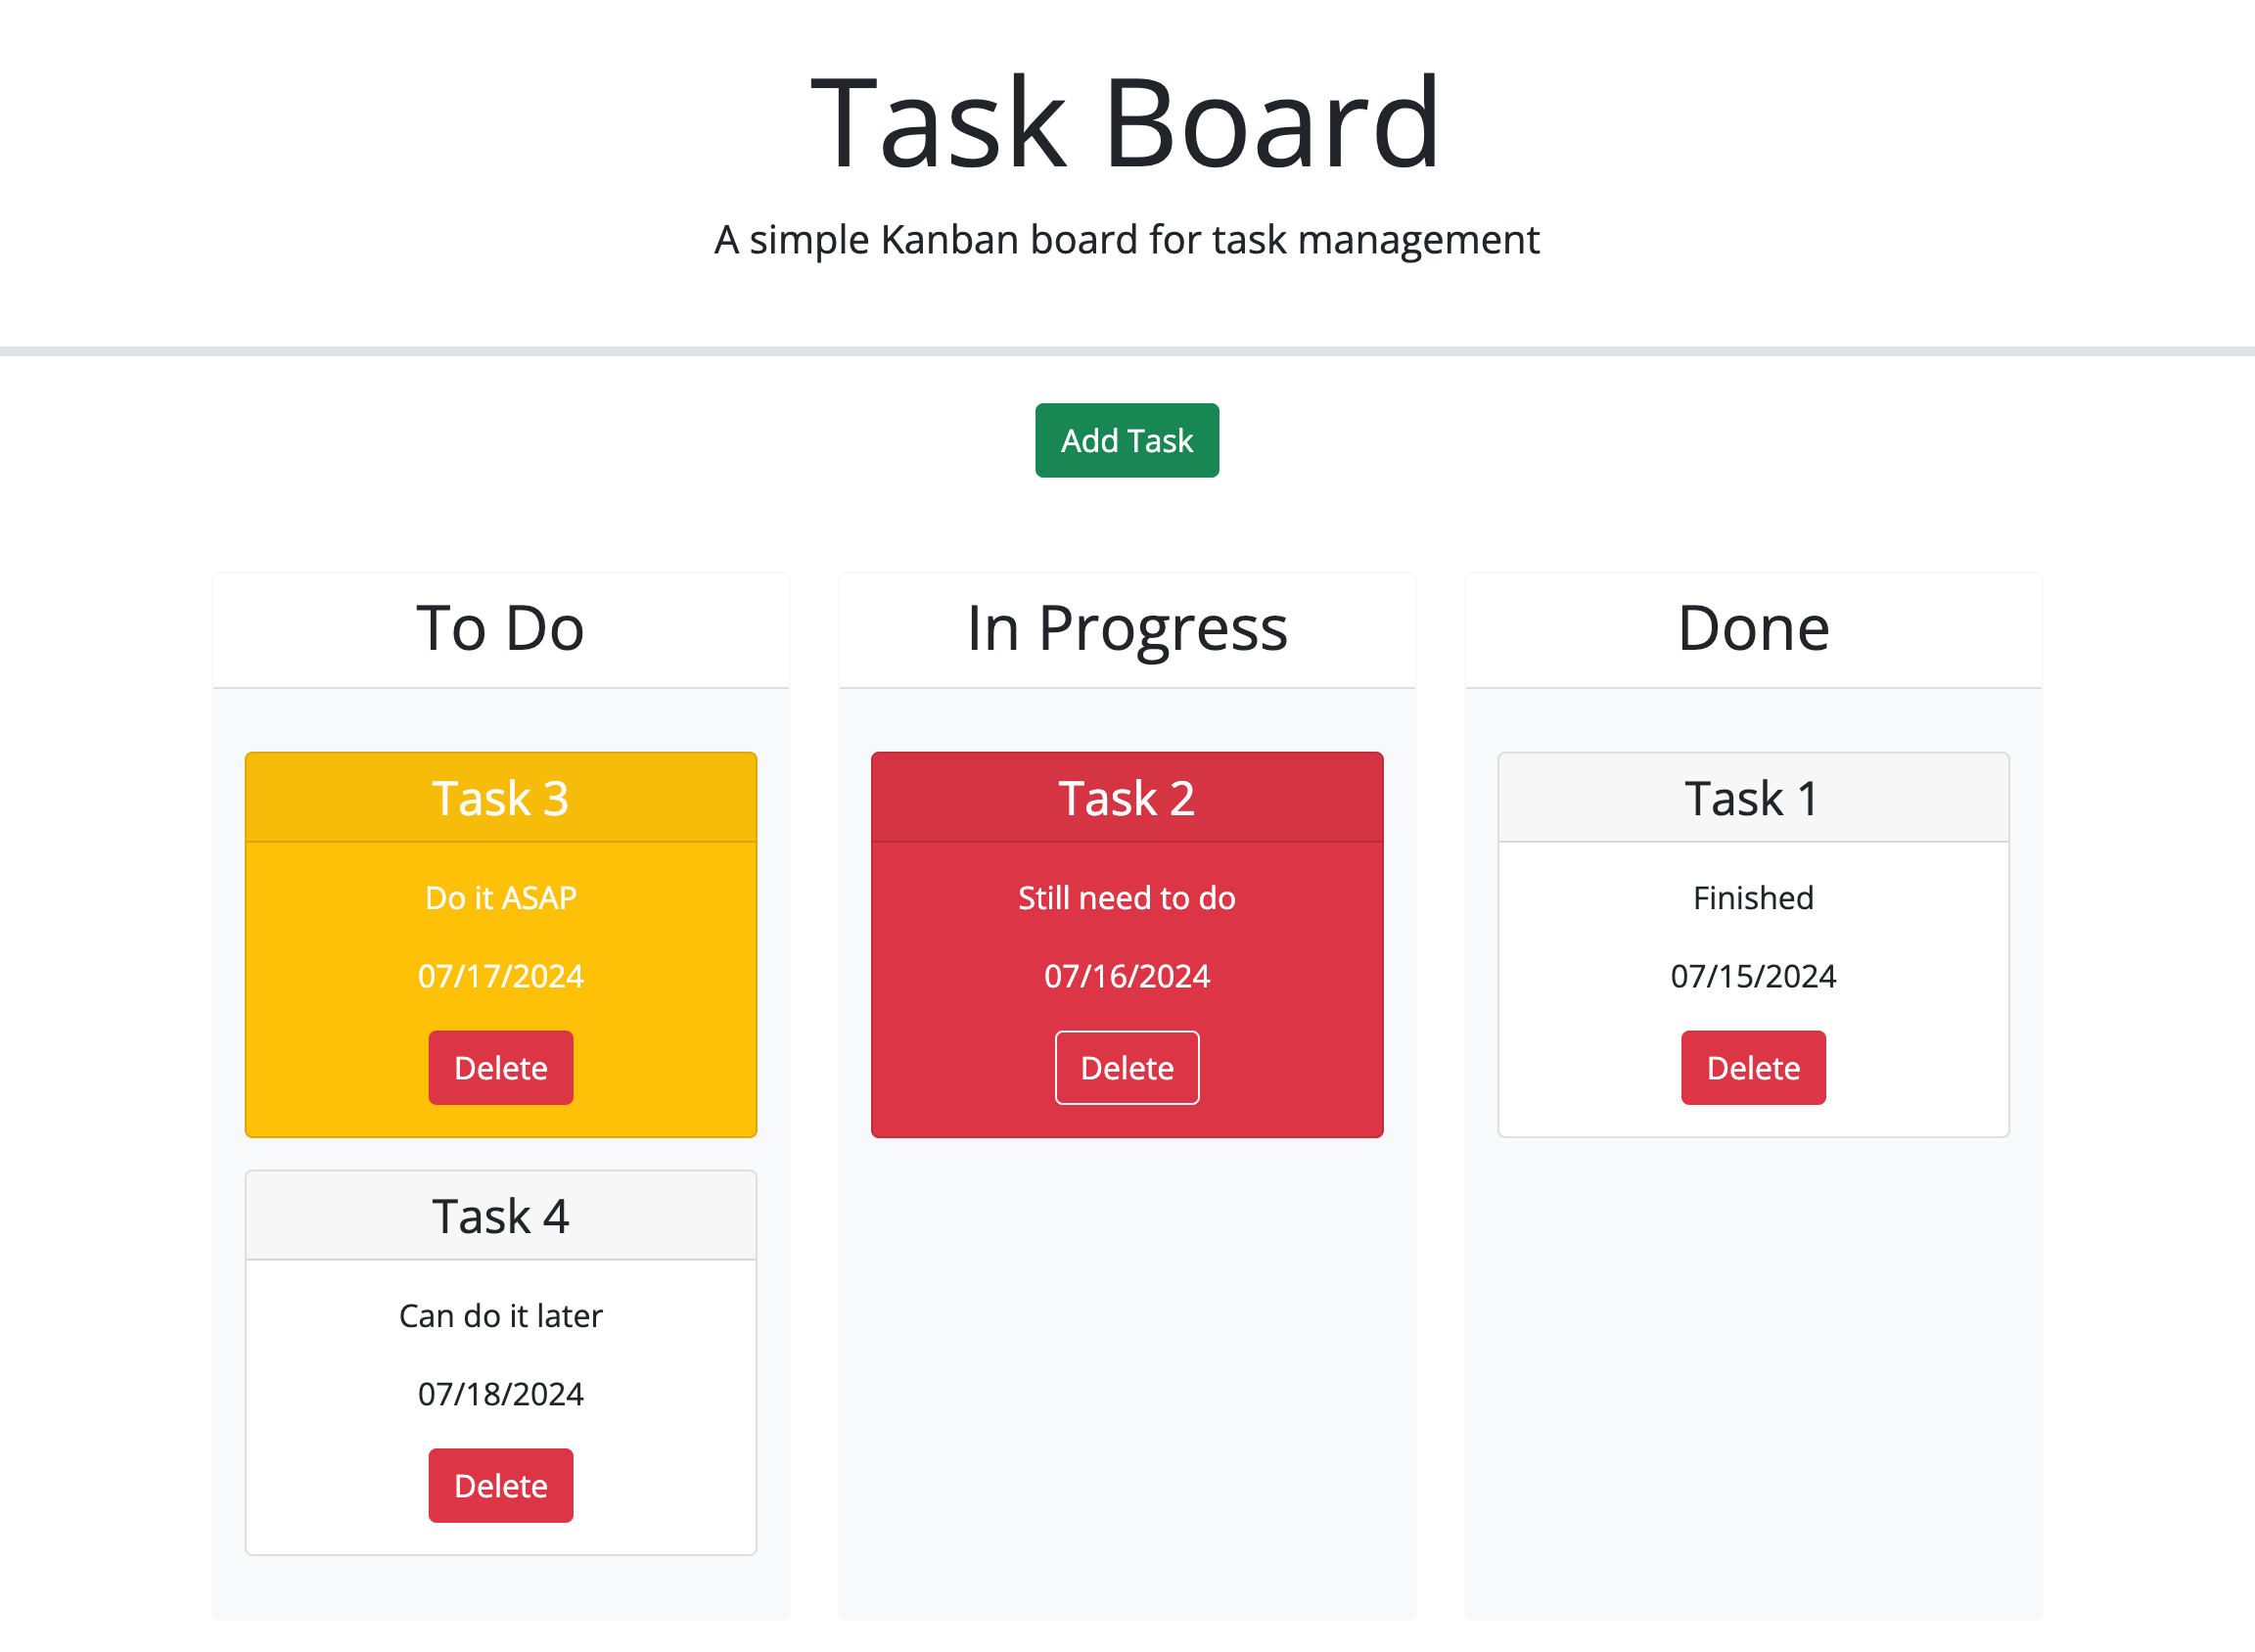 Task Board
A simple Kanban board for task management
Add Task
To Do
Task 3
Do it ASAP
07/17/2024
Delete
Task 4
Can do it later
07/18/2024
Delete
In Progress
Task 2
Still need to do
07/16/2024
Delete
Done
Task 1
Finished
07/15/2024
Delete